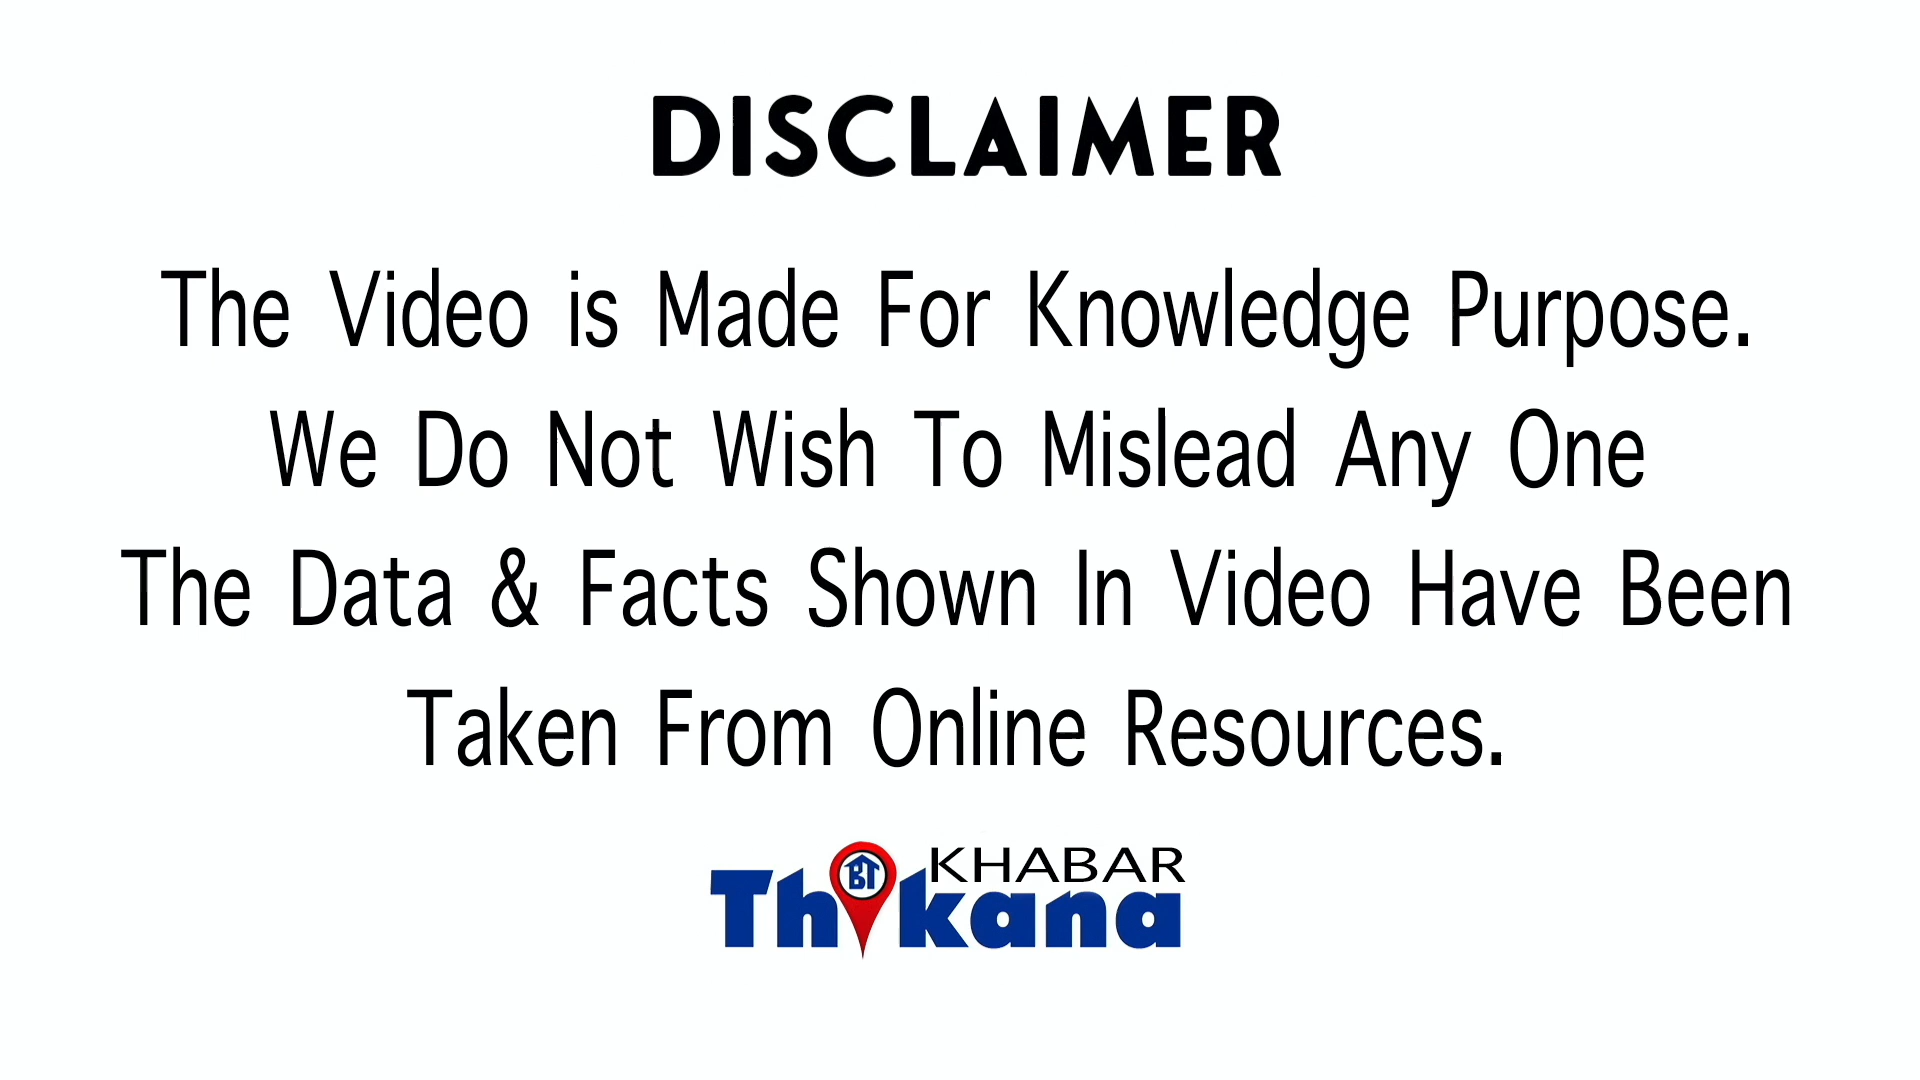 DISCLAIMER
The Video is Made For Knowledge Purpose.
We Do Not Wish To Mislead Any One
The Data & Facts Shown In Video Have Been
Taken From Online Resources.
KHABAR
BT
Thikana